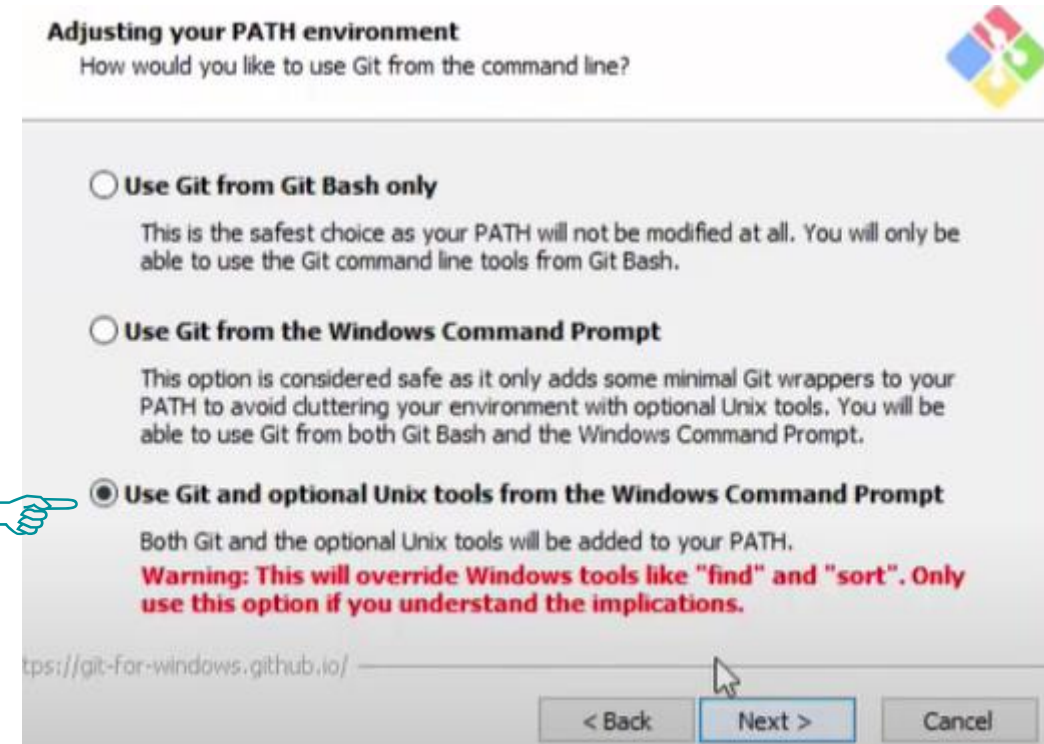 Adjusting your PATH environment
How would you like to use Git from the command line?
Use Git from Git Bash only
This is the safest choice as your PATH will not be modified at all. You will only be
able to use the Git command line tools from Git Bash.
Use Git from the Windows Command Prompt
This option is considered safe as it only adds some minimal Git wrappers to your
PATH to avoid cluttering your environment with optional Unix tools. You will be
able to use Git from both Git Bash and the Windows Command Prompt.
Use Git and optional Unix tools from the Windows Command Prompt
Both Git and the optional Unix tools will be added to your PATH.
Warning: This will override Windows tools like "find" and "sort". Only
use this option if you understand the implications.
tps://git-for-windows.github.io/
< Back Next > Cancel